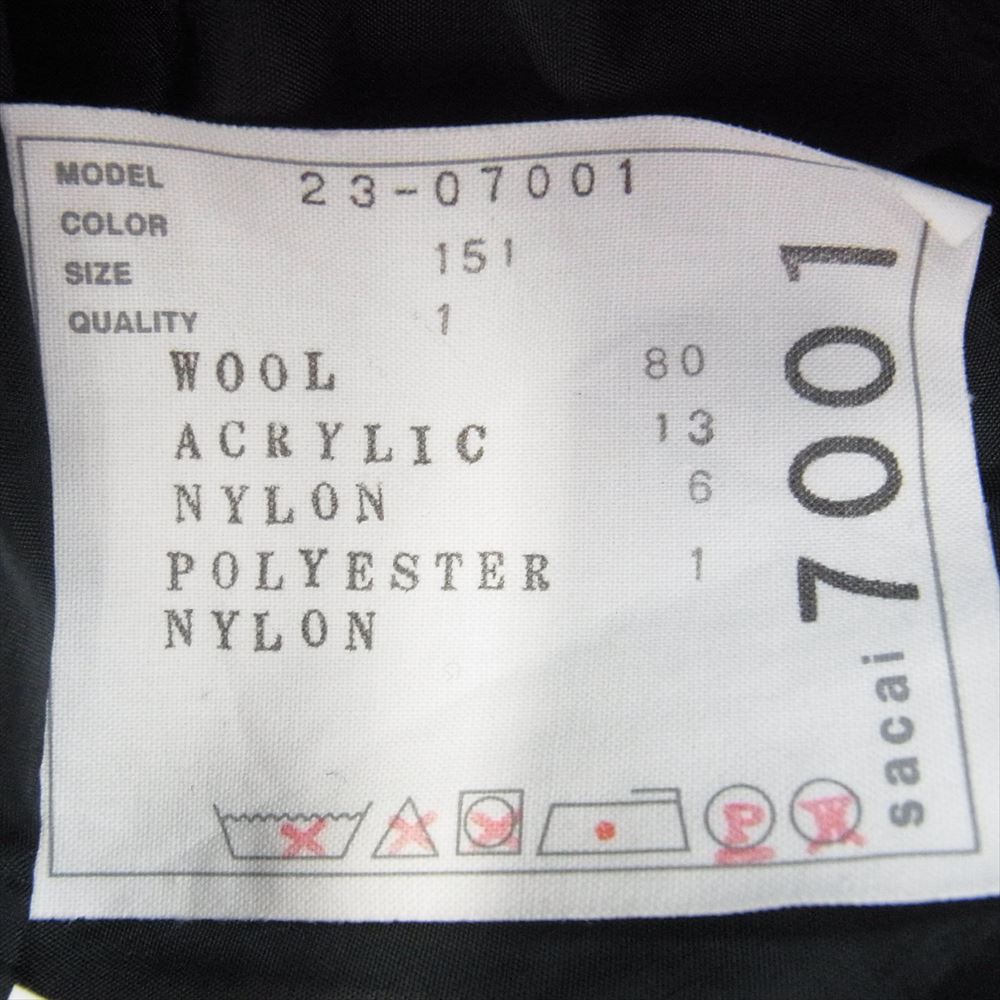 MODEL 23-07001
COLOR 151
SIZE 1
QUALITY
WOOL 80
ACRYLIC 13
NYLON 6
POLYESTER 1
NYLON
P
W
sacai 7001